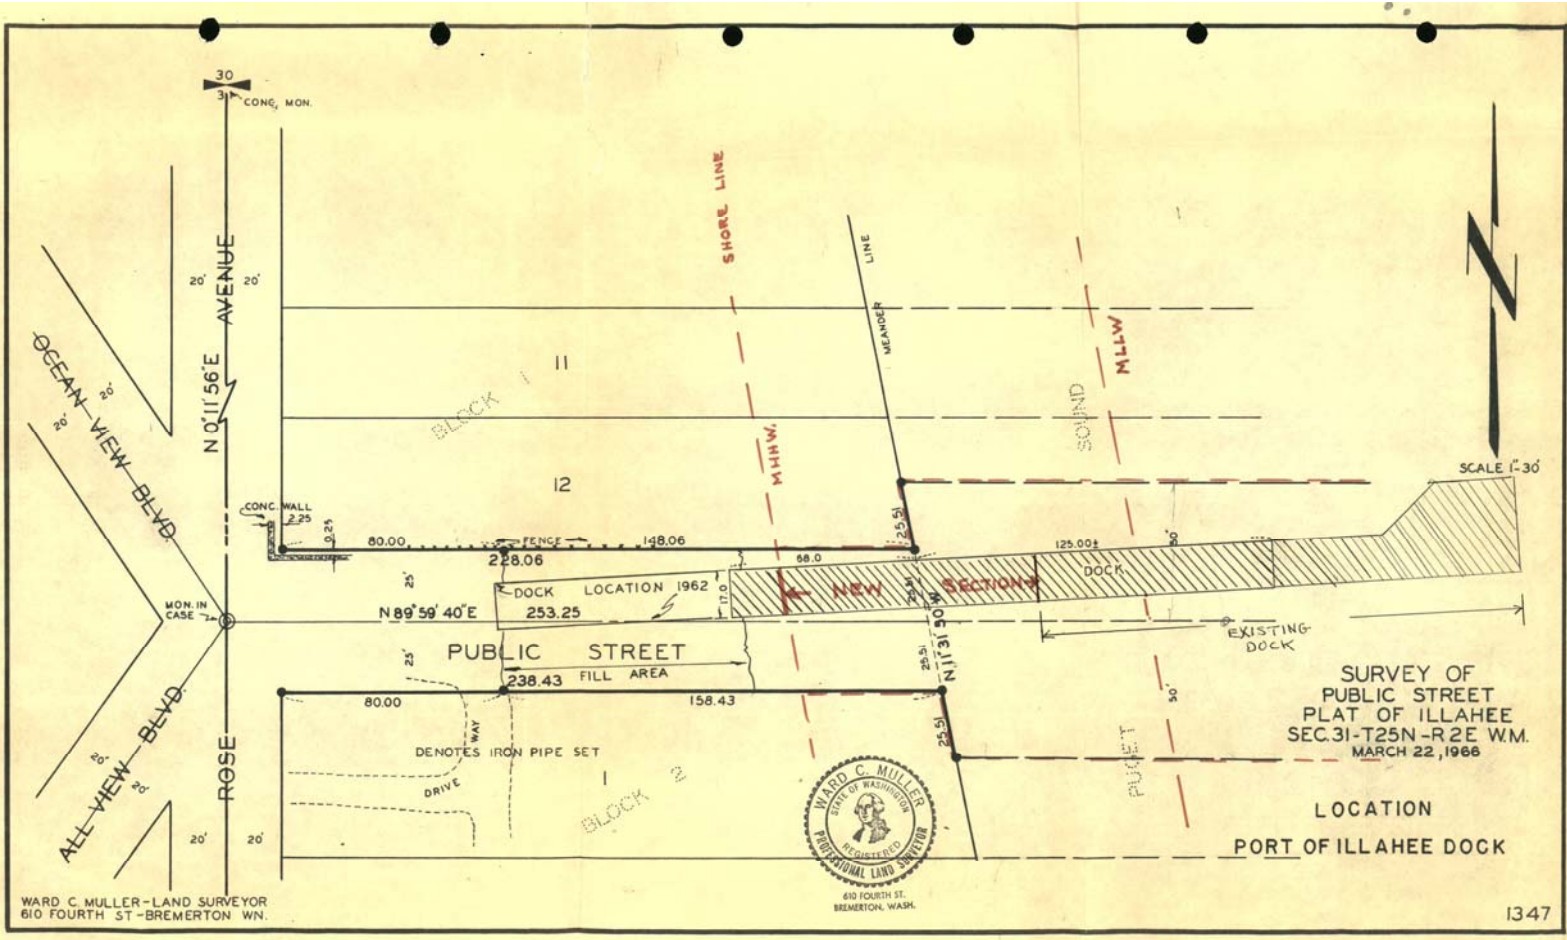 30
31
CONC. MON.
SHORE LINE
MEANDER LINE
20'
20'
N 0°11'56"E AVENUE
OCEAN VIEW BLVD.
20'
20'
11
BLOCK 1
MLLW
SOUND
MHHW.
12
SCALE 1"-30'
CONC. WALL
2.25
0.25
80.00
FENCE
148.06
25.51
228.06
68.0
125.00±
50'
DOCK
25'
DOCK LOCATION 1962
17.0
NEW SECTION
25.51
MON. IN
CASE
N 89°59'40"E
253.25
N 11°31'50"W
EXISTING
DOCK
25'
PUBLIC STREET
FILL AREA
25.51
238.43
80.00
158.43
50'
25.51
SURVEY OF
PUBLIC STREET
PLAT OF ILLAHEE
SEC.31-T25N-R2E W.M.
MARCH 22, 1966
ALL VIEW BLVD.
20'
20'
ROSE
DENOTES IRON PIPE SET
DRIVE WAY
1
BLOCK 2
PUGET
WARD C. MULLER
STATE OF WASHINGTON
REGISTERED
PROFESSIONAL LAND SURVEYOR
LOCATION
PORT OF ILLAHEE DOCK
20'
20'
610 FOURTH ST.
BREMERTON, WASH.
WARD C. MULLER-LAND SURVEYOR
610 FOURTH ST-BREMERTON WN.
1347